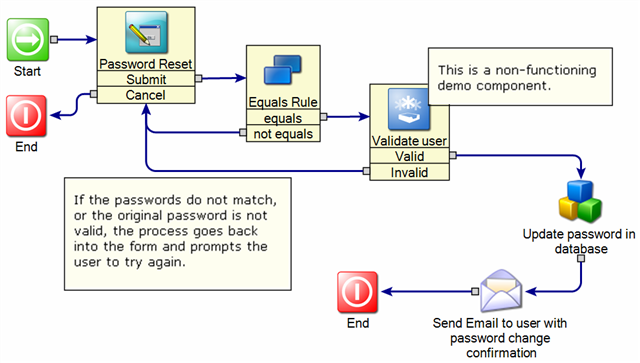 Start
Password Reset
Submit
Cancel
End
Equals Rule
equals
not equals
This is a non-functioning
demo component.
Validate user
Valid
Invalid
If the passwords do not match,
or the original password is not
valid, the process goes back
into the form and prompts the
user to try again.
Update password in
database
Send Email to user with
password change
confirmation
End